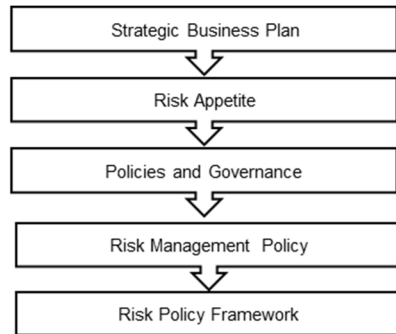 Strategic Business Plan
Risk Appetite
Policies and Governance
Risk Management Policy
Risk Policy Framework